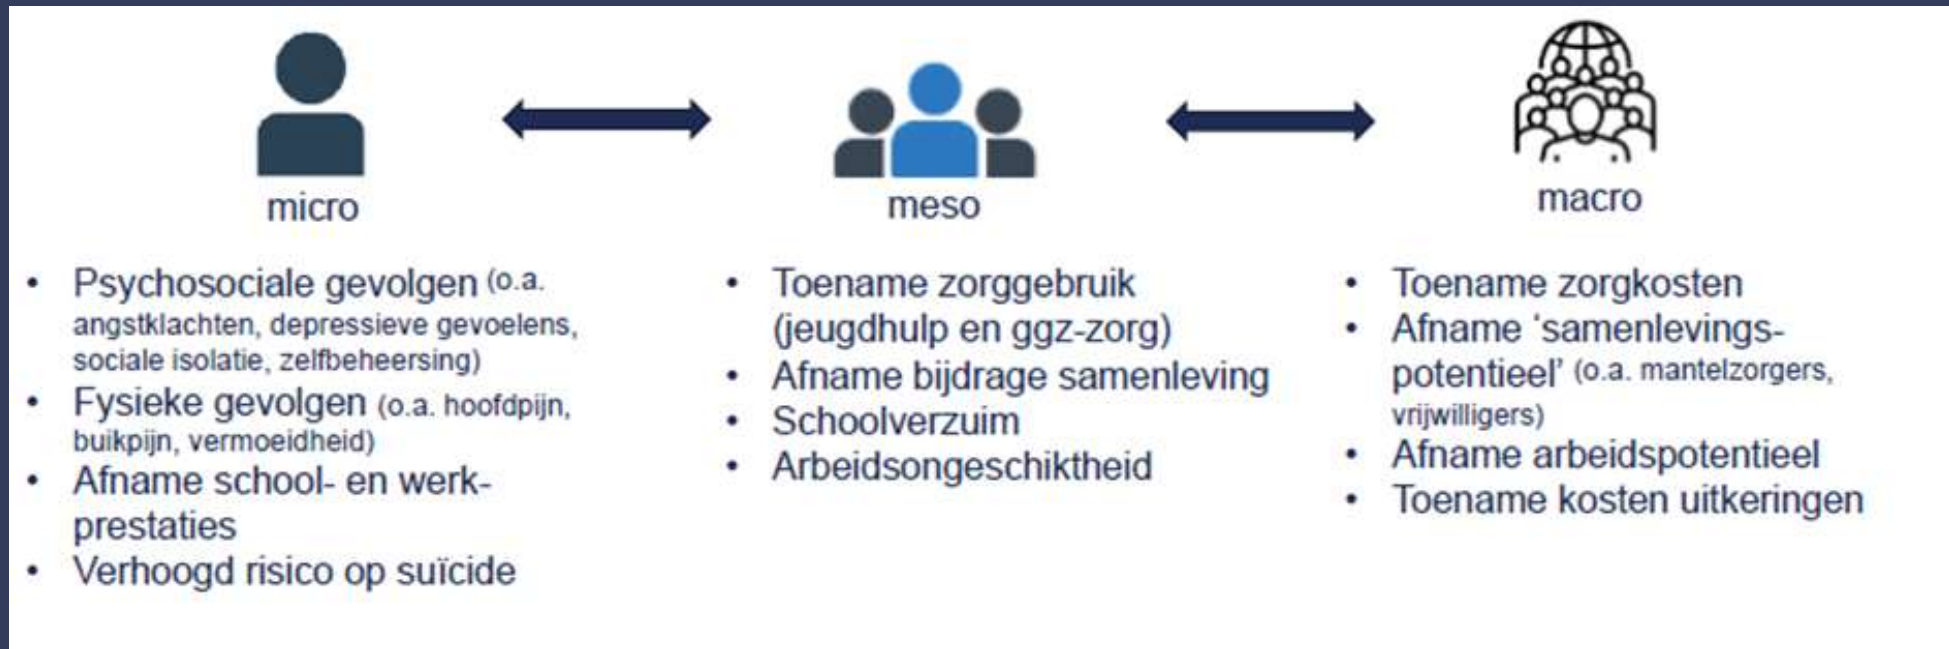 micro
• Psychosociale gevolgen (o.a.
angstklachten, depressieve gevoelens,
sociale isolatie, zelfbeheersing)
• Fysieke gevolgen (o.a. hoofdpijn,
buikpijn, vermoeidheid)
• Afname school- en werk-
prestaties
• Verhoogd risico op suïcide
meso
• Toename zorggebruik
(jeugdhulp en ggz-zorg)
• Afname bijdrage samenleving
• Schoolverzuim
• Arbeidsongeschiktheid
macro
• Toename zorgkosten
• Afname ‘samenlevings-
potentieel’ (o.a. mantelzorgers,
vrijwilligers)
• Afname arbeidspotentieel
• Toename kosten uitkeringen